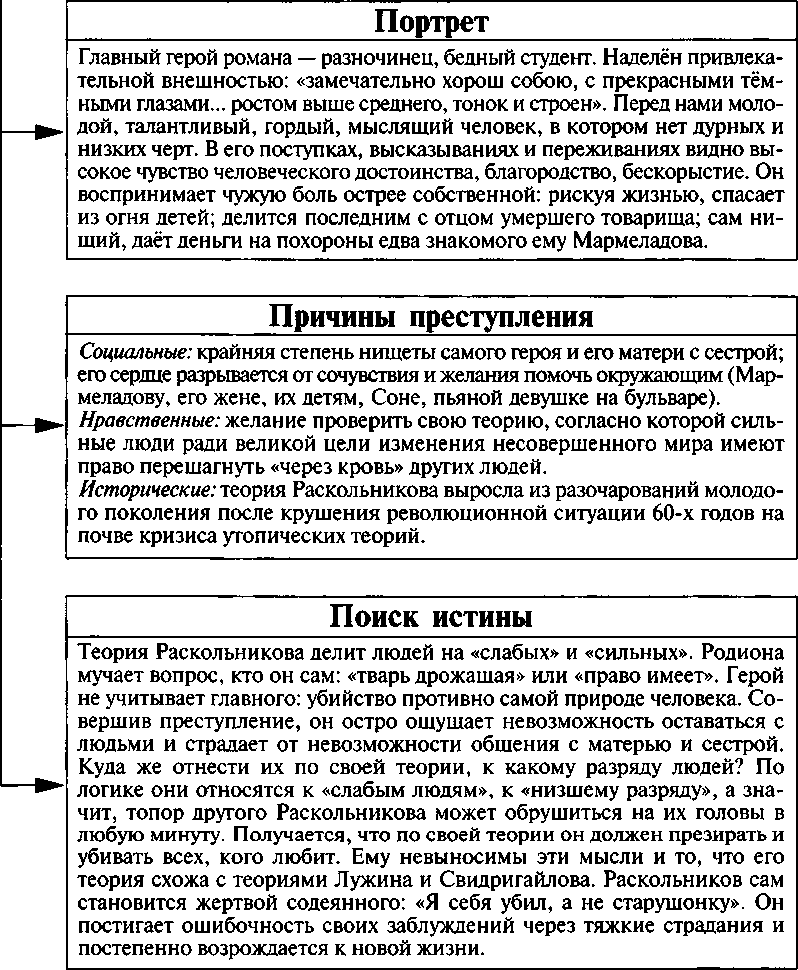 Портрет
Главный герой романа — разночинец, бедный студент. Наделён привлека-
тельной внешностью: «замечательно хорош собою, с прекрасными тём-
ными глазами... ростом выше среднего, тонок и строен». Перед нами моло-
дой, талантливый, гордый, мыслящий человек, в котором нет дурных и
низких черт. В его поступках, высказываниях и переживаниях видно вы-
сокое чувство человеческого достоинства, благородство, бескорыстие. Он
воспринимает чужую боль острее собственной: рискуя жизнью, спасает
из огня детей; делится последним с отцом умершего товарища; сам ни-
щий, даёт деньги на похороны едва знакомого ему Мармеладова.
Причины преступления
Социальные: крайняя степень нищеты самого героя и его матери с сестрой;
его сердце разрывается от сочувствия и желания помочь окружающим (Мар-
меладову, его жене, их детям, Соне, пьяной девушке на бульваре).
Нравственные: желание проверить свою теорию, согласно которой силь-
ные люди ради великой цели изменения несовершенного мира имеют
право перешагнуть «через кровь» других людей.
Исторические: теория Раскольникова выросла из разочарований молодо-
го поколения после крушения революционной ситуации 60-х годов на
почве кризиса утопических теорий.
Поиск истины
Теория Раскольникова делит людей на «слабых» и «сильных». Родиона
мучает вопрос, кто он сам: «тварь дрожащая» или «право имеет». Герой
не учитывает главного: убийство противно самой природе человека. Со-
вершив преступление, он остро ощущает невозможность оставаться с
людьми и страдает от невозможности общения с матерью и сестрой.
Куда же отнести их по своей теории, к какому разряду людей? По
логике они относятся к «слабым людям», к «низшему разряду», а зна-
чит, топор другого Раскольникова может обрушиться на их головы в
любую минуту. Получается, что по своей теории он должен презирать и
убивать всех, кого любит. Ему невыносимы эти мысли и то, что его
теория схожа с теориями Лужина и Свидригайлова. Раскольников сам
становится жертвой содеянного: «Я себя убил, а не старушонку». Он
постигает ошибочность своих заблуждений через тяжкие страдания и
постепенно возрождается к новой жизни.